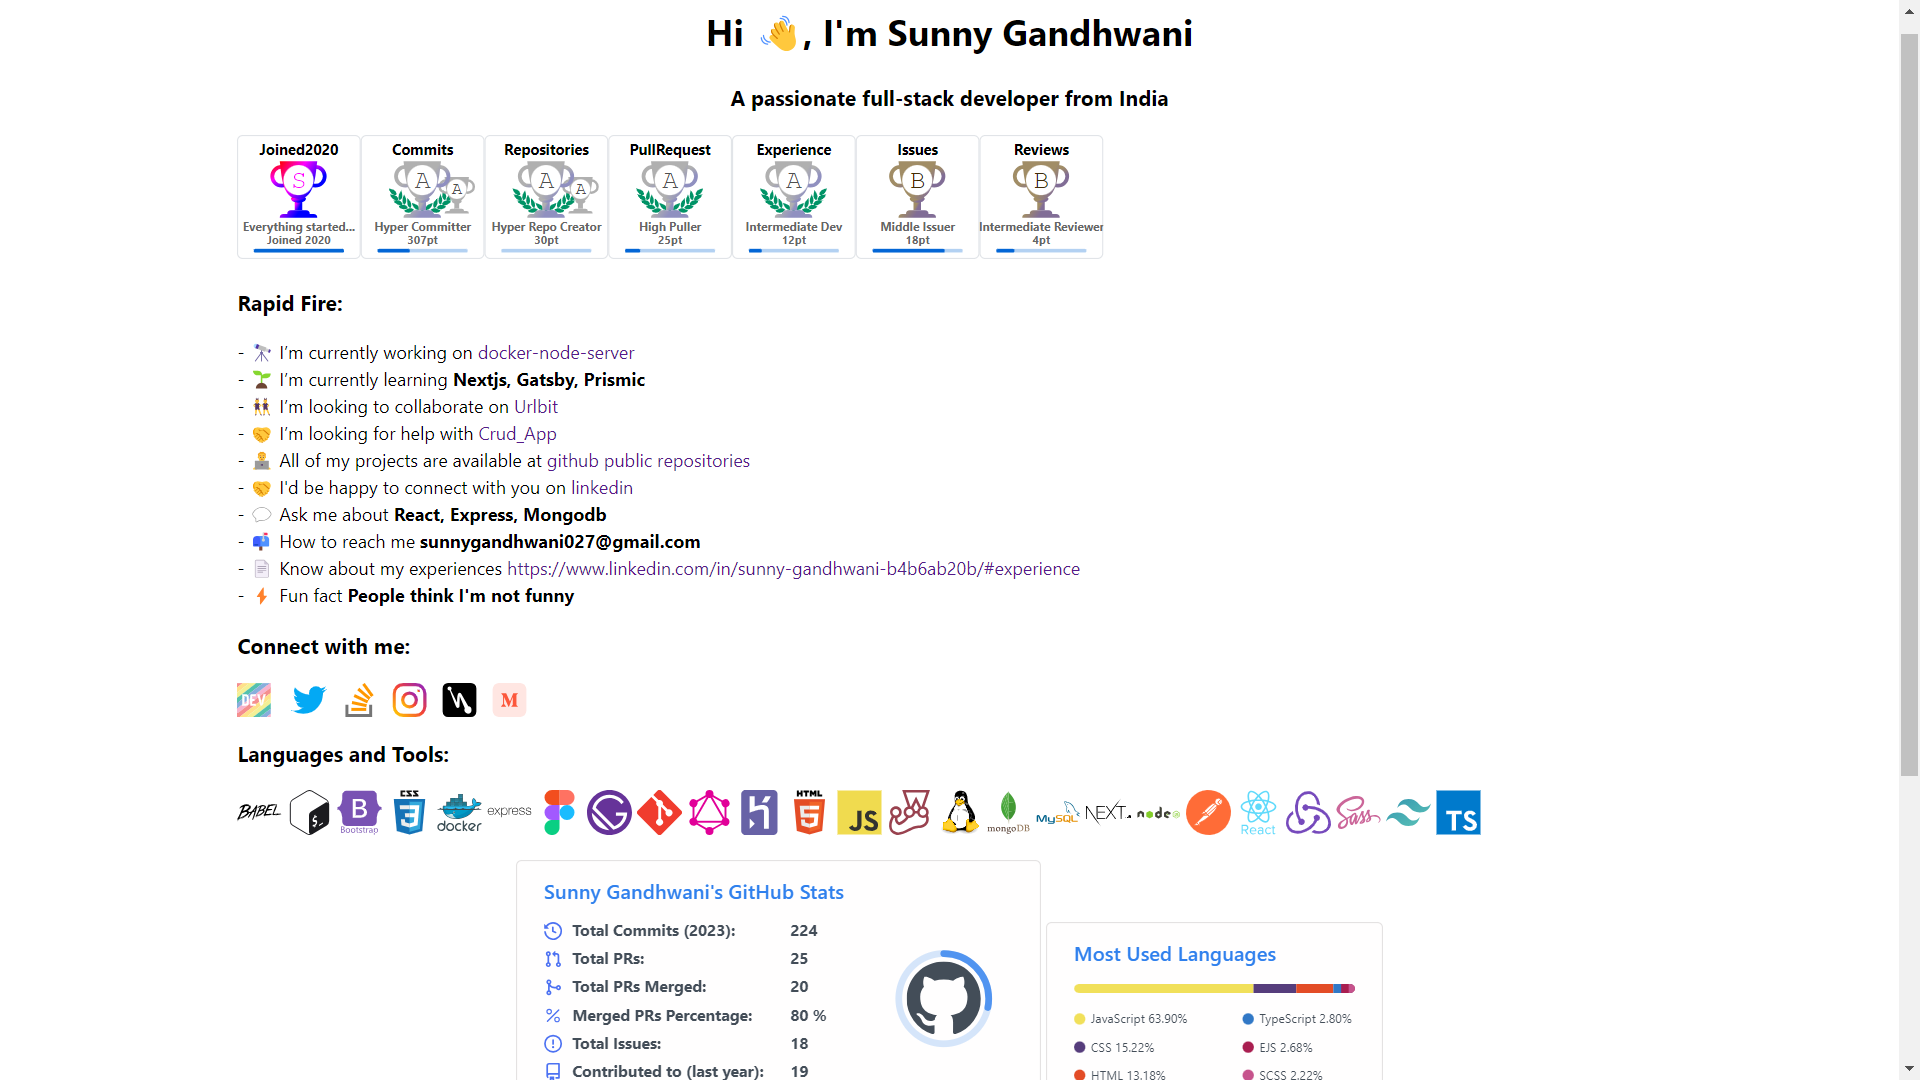 Hi 👋, I'm Sunny Gandhwani
A passionate full-stack developer from India
Joined2020 Commits Repositories PullRequest Experience Issues Reviews
S A A A A A A B B
Everything started... Hyper Committer Hyper Repo Creator High Puller Intermediate Dev Middle Issuer Intermediate Reviewer
Joined 2020 307pt 30pt 25pt 12pt 18pt 4pt
Rapid Fire:
- 🔭 I’m currently working on docker-node-server
- 🌱 I’m currently learning Nextjs, Gatsby, Prismic
- 👯 I’m looking to collaborate on Urlbit
- 🤝 I’m looking for help with Crud_App
- 👨‍💻 All of my projects are available at github public repositories
- 🤝 I'd be happy to connect with you on linkedin
- 💬 Ask me about React, Express, Mongodb
- 📫 How to reach me sunnygandhwani027@gmail.com
- 📄 Know about my experiences https://www.linkedin.com/in/sunny-gandhwani-b4b6ab20b/#experience
- ⚡ Fun fact People think I'm not funny
Connect with me:
DEV M
Languages and Tools:
BABEL $_ B Bootstrap CSS 3 docker express HTML 5 JS mongoDB MySQL NEXT.js node React Sass TS
Sunny Gandhwani's GitHub Stats
Total Commits (2023): 224
Total PRs: 25
Total PRs Merged: 20
Merged PRs Percentage: 80 %
Total Issues: 18
Contributed to (last year): 19
Most Used Languages
JavaScript 63.90% TypeScript 2.80%
CSS 15.22% EJS 2.68%
HTML 13.18% SCSS 2.22%